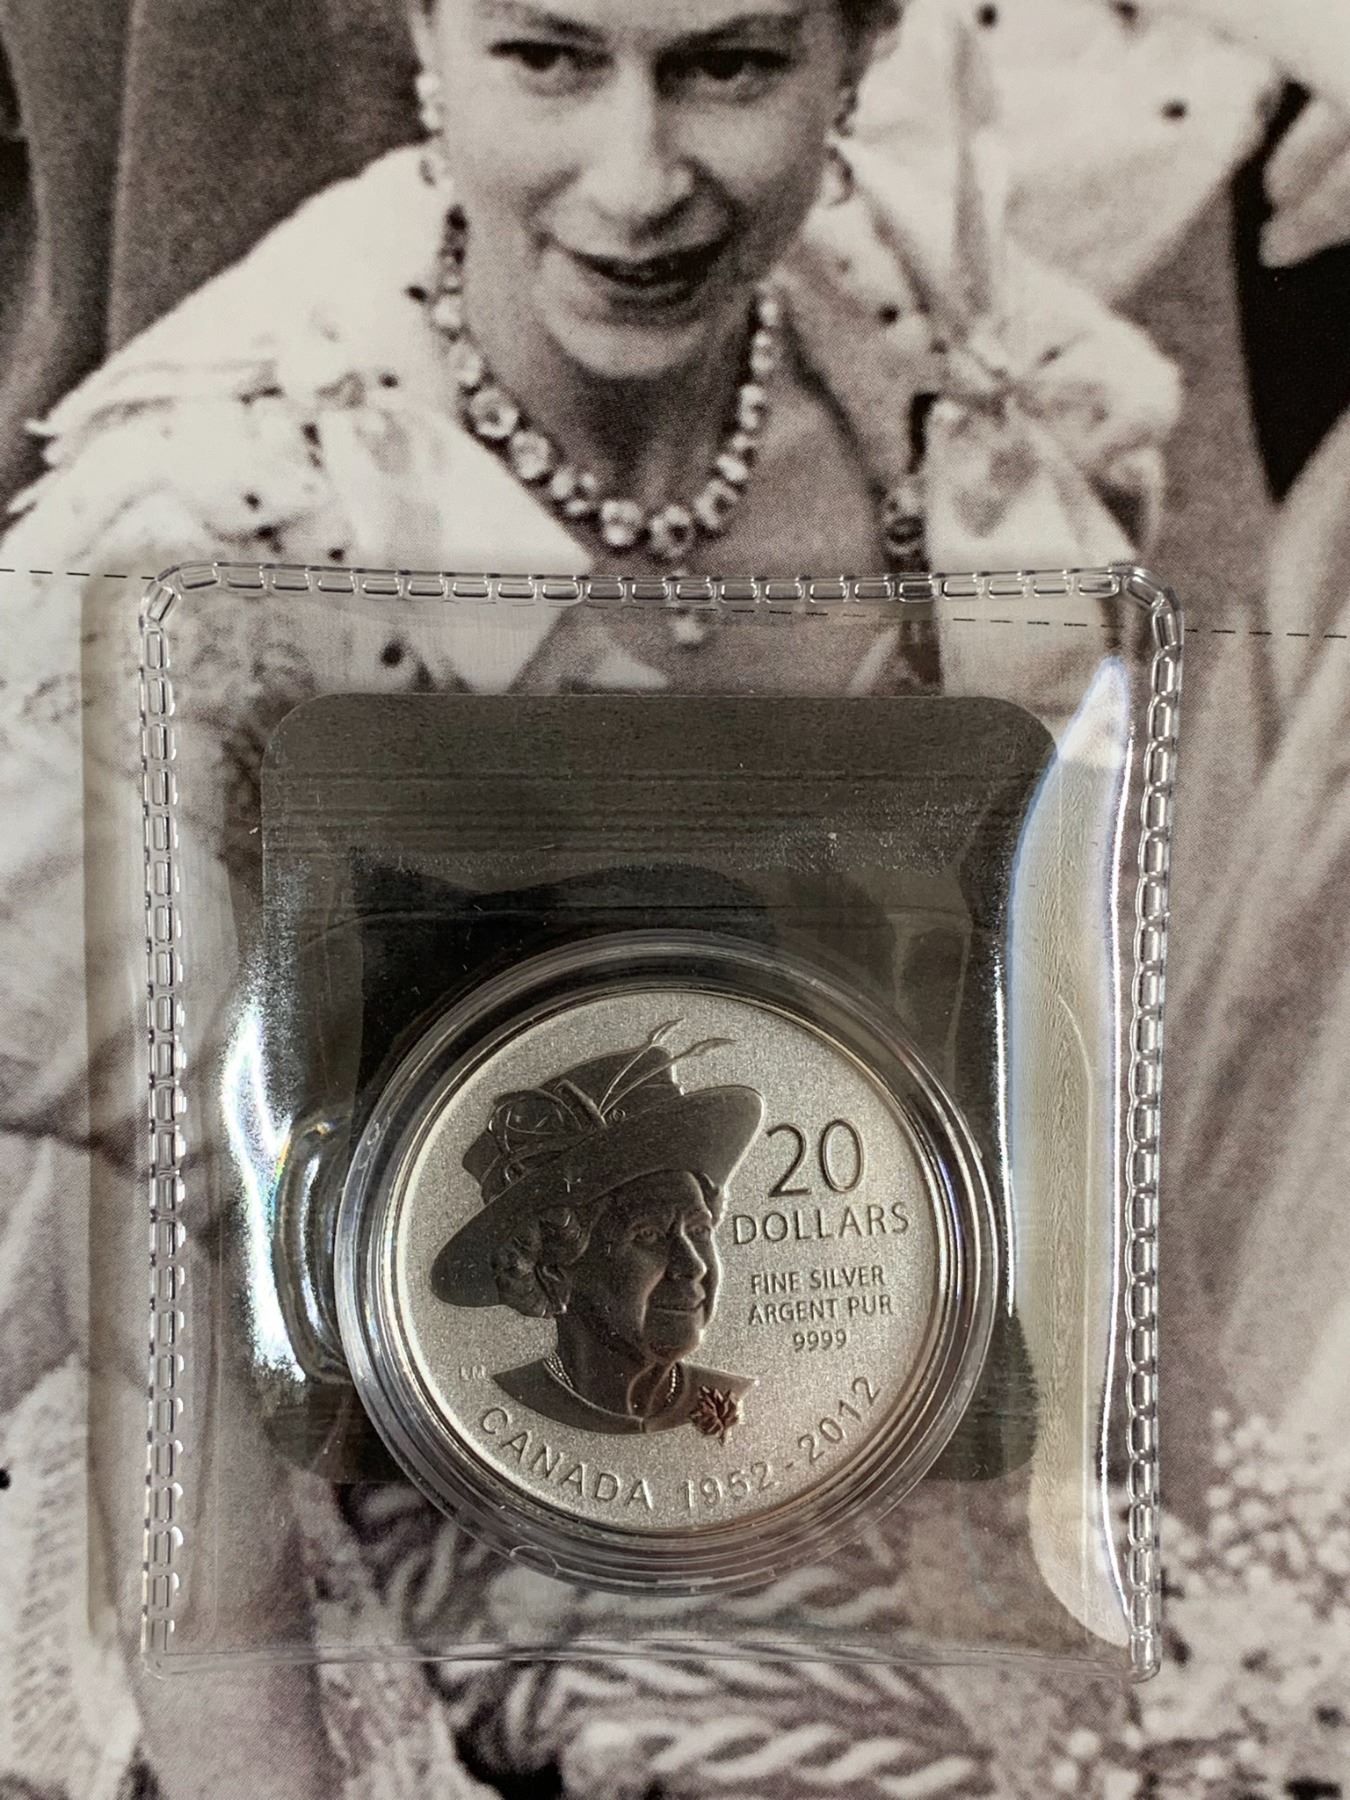 20
DOLLARS
FINE SILVER
ARGENT PUR
9999
CANADA 1952 - 2012